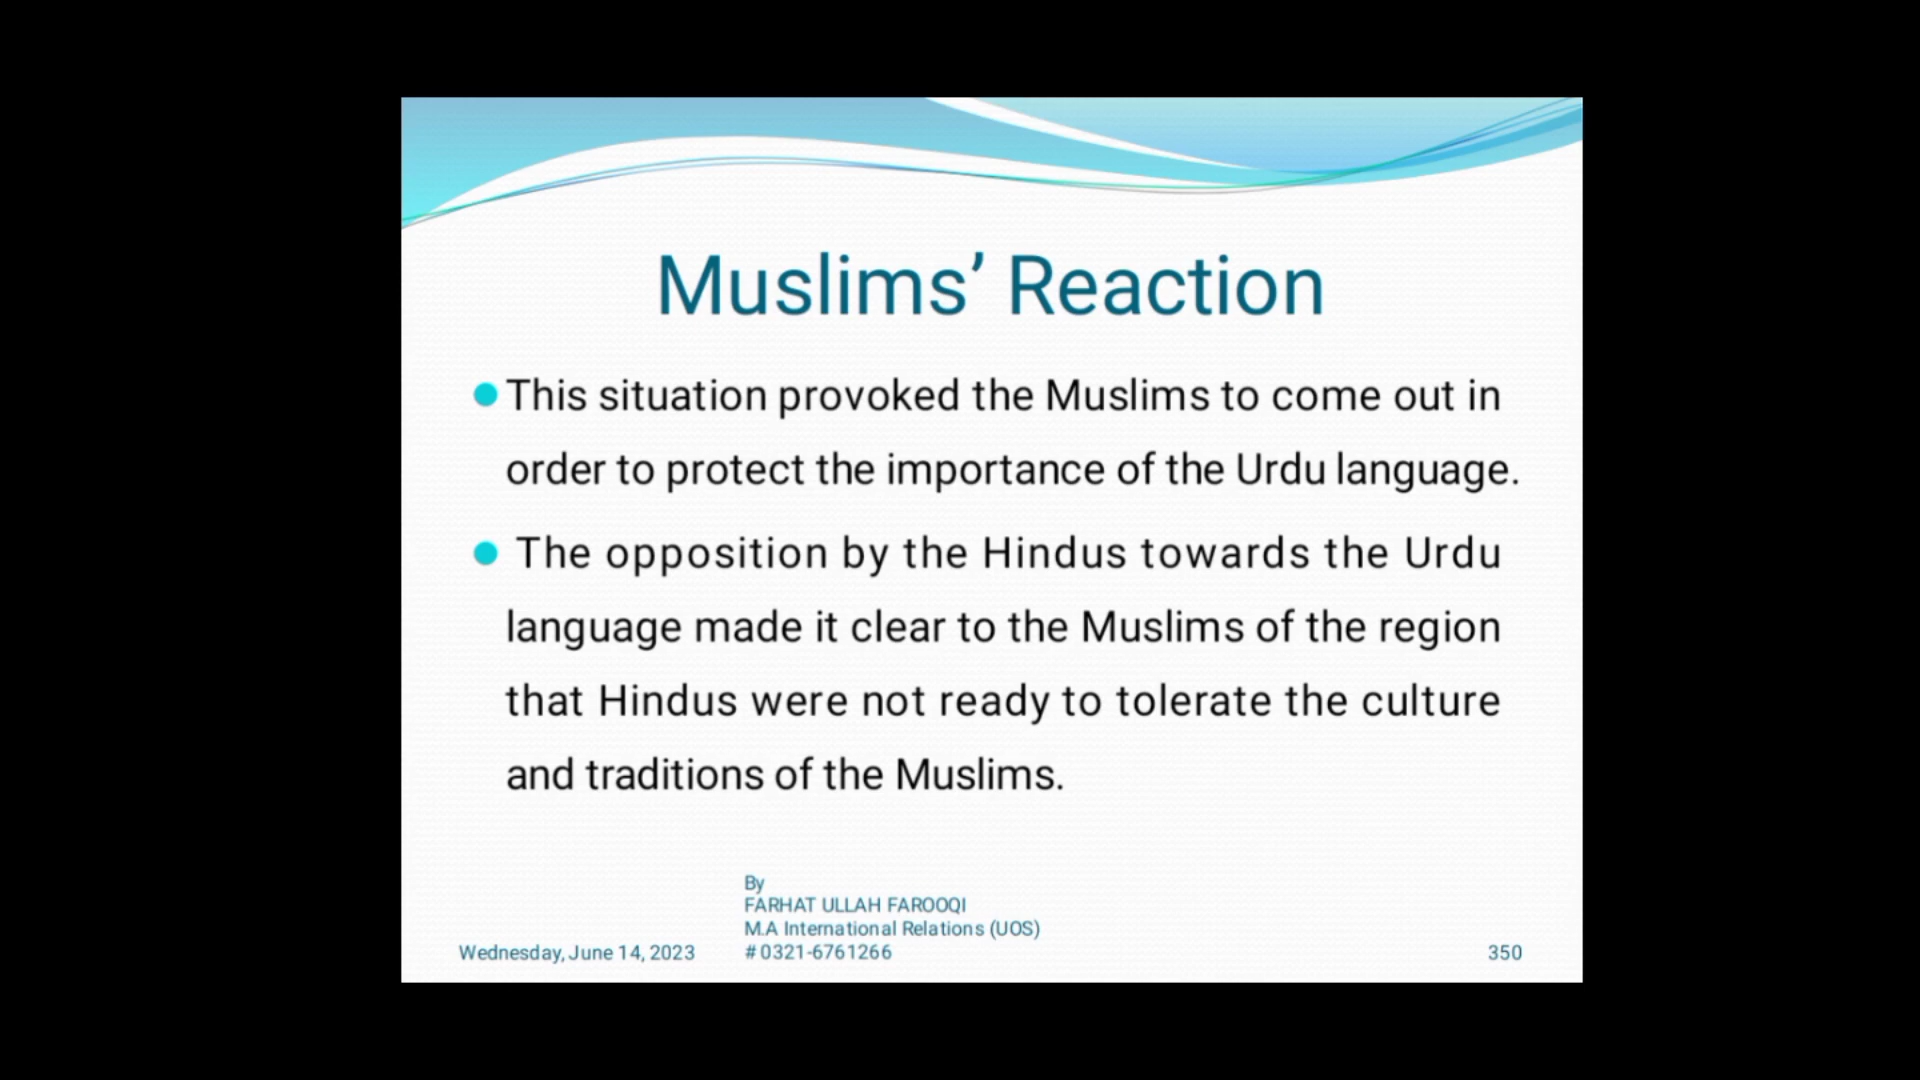 Muslims’ Reaction
This situation provoked the Muslims to come out in
order to protect the importance of the Urdu language.
The opposition by the Hindus towards the Urdu
language made it clear to the Muslims of the region
that Hindus were not ready to tolerate the culture
and traditions of the Muslims.
By
FARHAT ULLAH FAROOQI
M.A International Relations (UOS)
Wednesday, June 14, 2023 # 0321-6761266 350